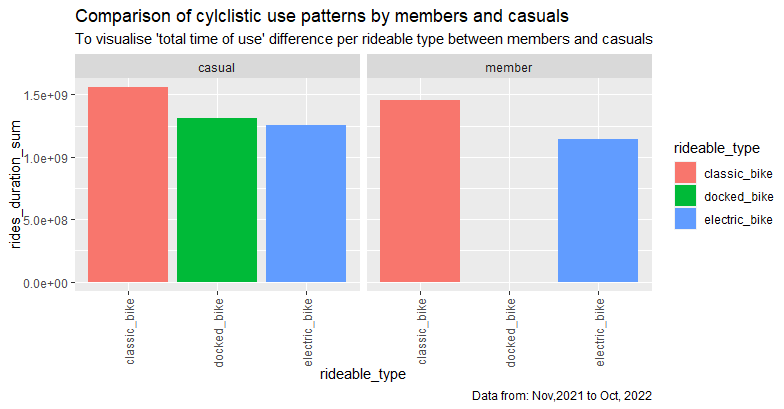 Comparison of cylclistic use patterns by members and casuals
To visualise 'total time of use' difference per rideable type between members and casuals
casual
member
rides_duration_sum
1.5e+09
1.0e+09
5.0e+08
0.0e+00
classic_bike
docked_bike
electric_bike
classic_bike
docked_bike
electric_bike
rideable_type
rideable_type
classic_bike
docked_bike
electric_bike
Data from: Nov,2021 to Oct, 2022